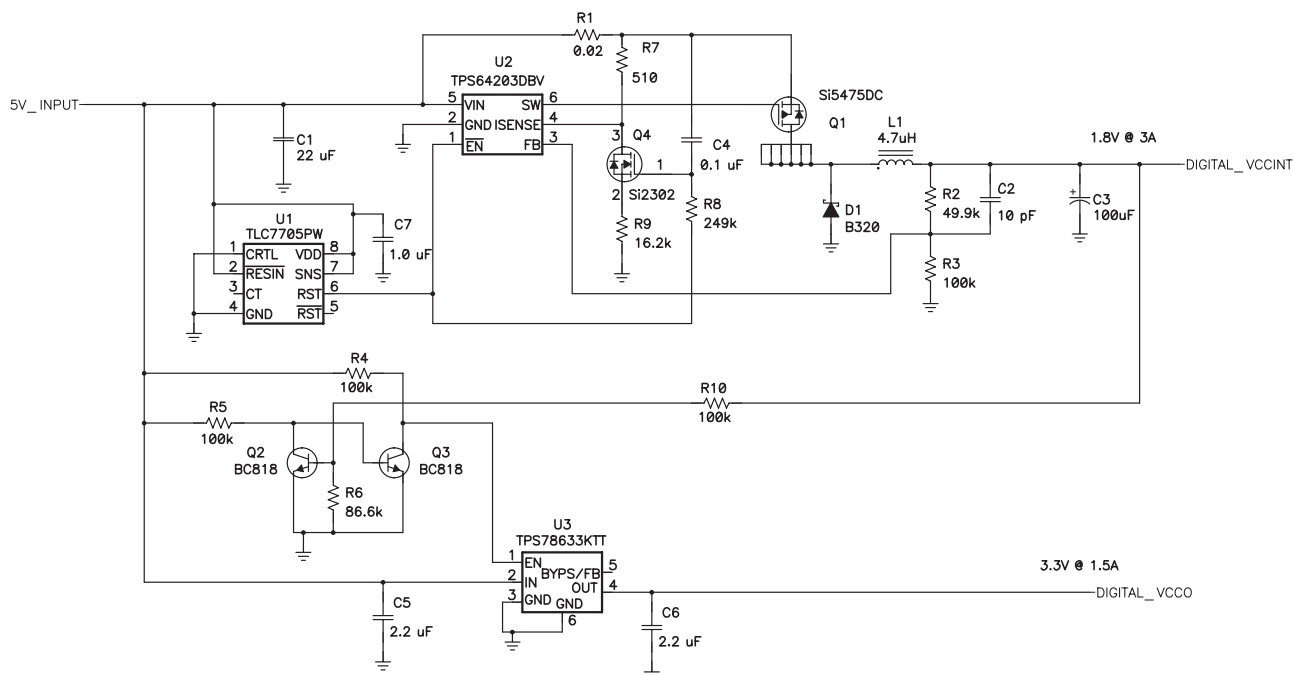 R1
0.02
R7
510
U2
TPS64203DBV
5V_INPUT
5 VIN SW 6
2 GND ISENSE 4
1 EN FB 3
Si5475DC
Q1
C1
22 uF
3 Q4
1
Si2302
2
C4
0.1 uF
L1
4.7uH
1.8V @ 3A
DIGITAL_VCCINT
R8
249k
R9
16.2k
D1
B320
R2
49.9k
C2
10 pF
C3
100uF
+
R3
100k
U1
TLC7705PW
C7
1.0 uF
1 CRTL VDD 8
2 RESIN SNS 7
3 CT RST 6
4 GND RST 5
R4
100k
R10
100k
R5
100k
Q2
BC818
Q3
BC818
R6
86.6k
U3
TPS78633KTT
1 EN
BYPS/FB 5
2 IN
OUT 4
3 GND
GND
6
3.3V @ 1.5A
DIGITAL_VCCO
C5
2.2 uF
C6
2.2 uF